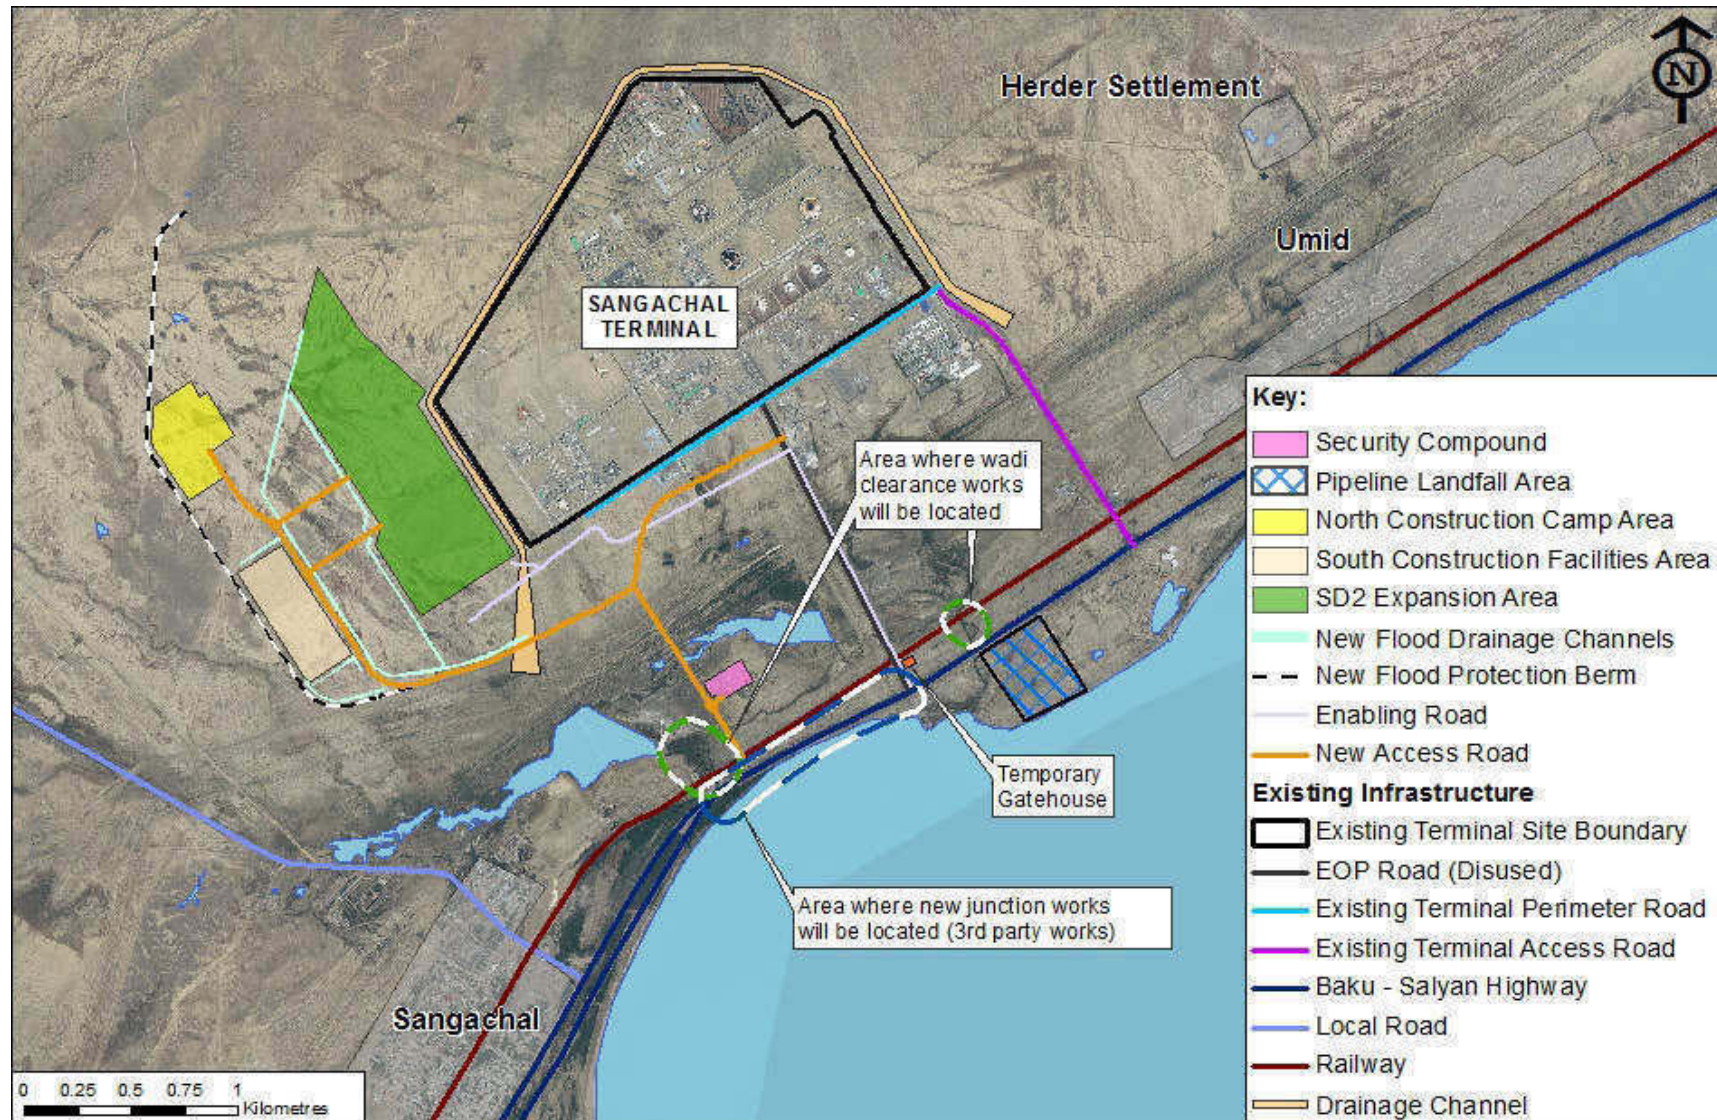 Herder Settlement
N
Umid
SANGACHAL
TERMINAL
Area where wadi
clearance works
will be located
Temporary
Gatehouse
Area where new junction works
will be located (3rd party works)
Sangachal
0 0.25 0.5 0.75 1
Kilometres
Key:
Security Compound
Pipeline Landfall Area
North Construction Camp Area
South Construction Facilities Area
SD2 Expansion Area
New Flood Drainage Channels
New Flood Protection Berm
Enabling Road
New Access Road
Existing Infrastructure
Existing Terminal Site Boundary
EOP Road (Disused)
Existing Terminal Perimeter Road
Existing Terminal Access Road
Baku - Salyan Highway
Local Road
Railway
Drainage Channel